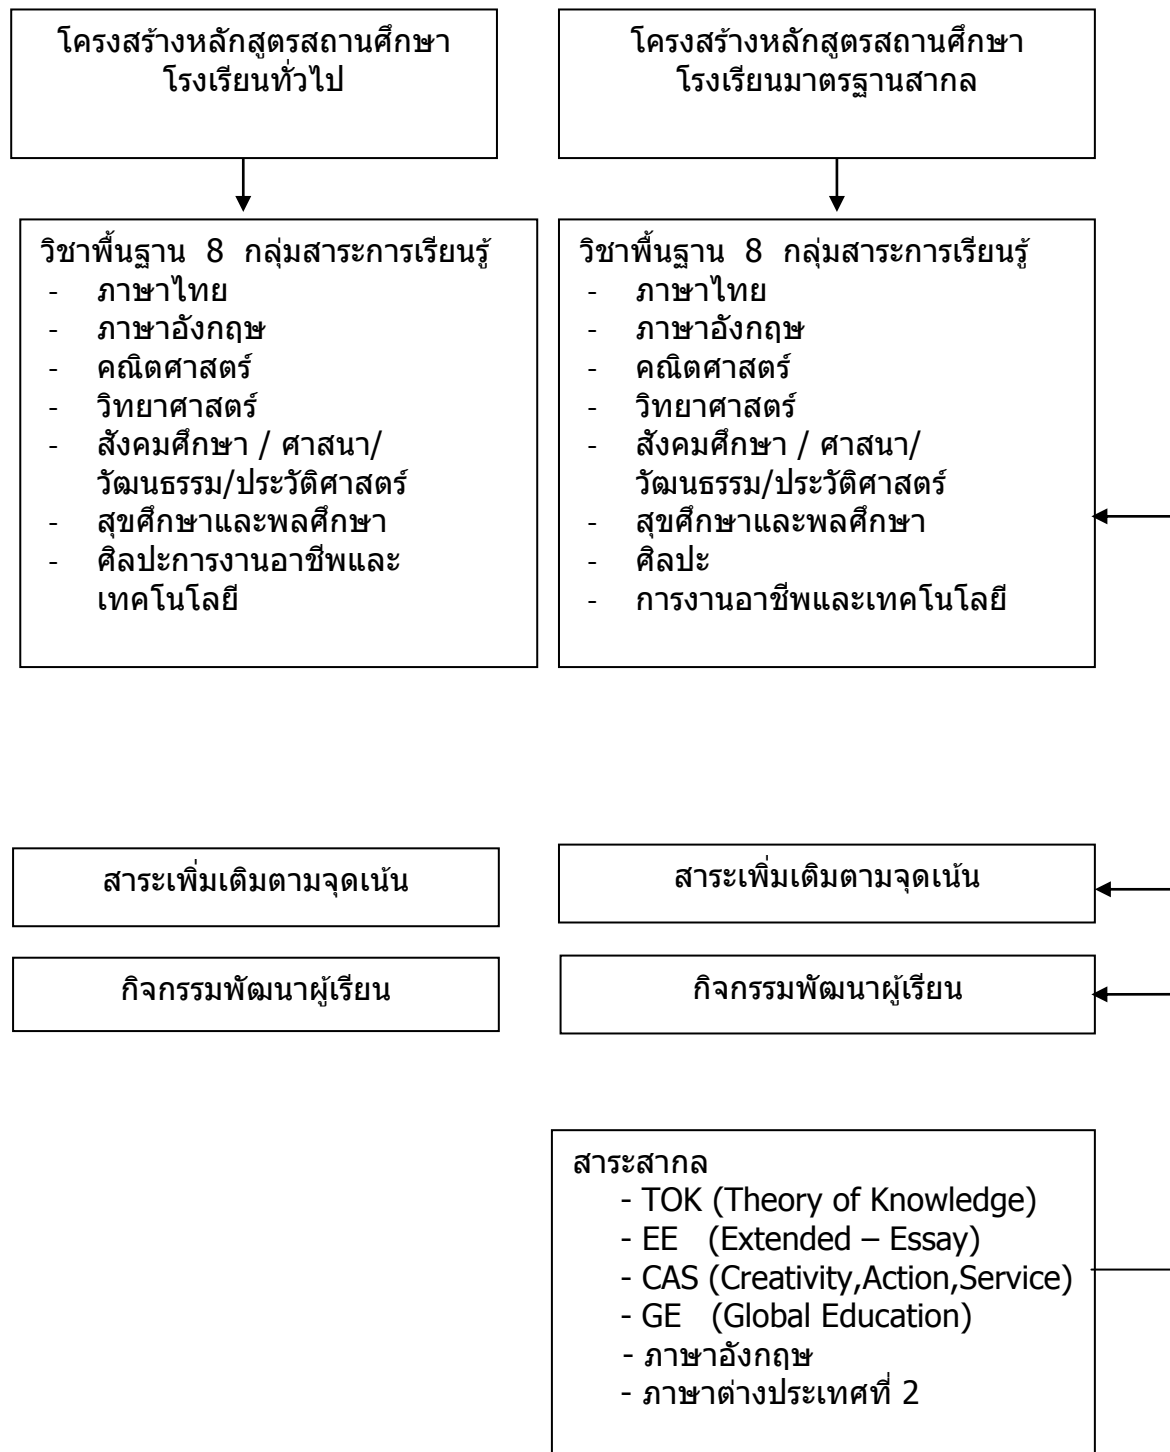 โครงสร้างหลักสูตรสถานศึกษา
โรงเรียนทั่วไป
โครงสร้างหลักสูตรสถานศึกษา
โรงเรียนมาตรฐานสากล
วิชาพื้นฐาน 8 กลุ่มสาระการเรียนรู้
- ภาษาไทย
- ภาษาอังกฤษ
- คณิตศาสตร์
- วิทยาศาสตร์
- สังคมศึกษา / ศาสนา/
วัฒนธรรม/ประวัติศาสตร์
- สุขศึกษาและพลศึกษา
- ศิลปะการงานอาชีพและ
เทคโนโลยี
วิชาพื้นฐาน 8 กลุ่มสาระการเรียนรู้
- ภาษาไทย
- ภาษาอังกฤษ
- คณิตศาสตร์
- วิทยาศาสตร์
- สังคมศึกษา / ศาสนา/
วัฒนธรรม/ประวัติศาสตร์
- สุขศึกษาและพลศึกษา
- ศิลปะ
- การงานอาชีพและเทคโนโลยี
สาระเพิ่มเติมตามจุดเน้น
สาระเพิ่มเติมตามจุดเน้น
กิจกรรมพัฒนาผู้เรียน
กิจกรรมพัฒนาผู้เรียน
สาระสากล
- TOK (Theory of Knowledge)
- EE (Extended – Essay)
- CAS (Creativity,Action,Service)
- GE (Global Education)
- ภาษาอังกฤษ
- ภาษาต่างประเทศที่ 2